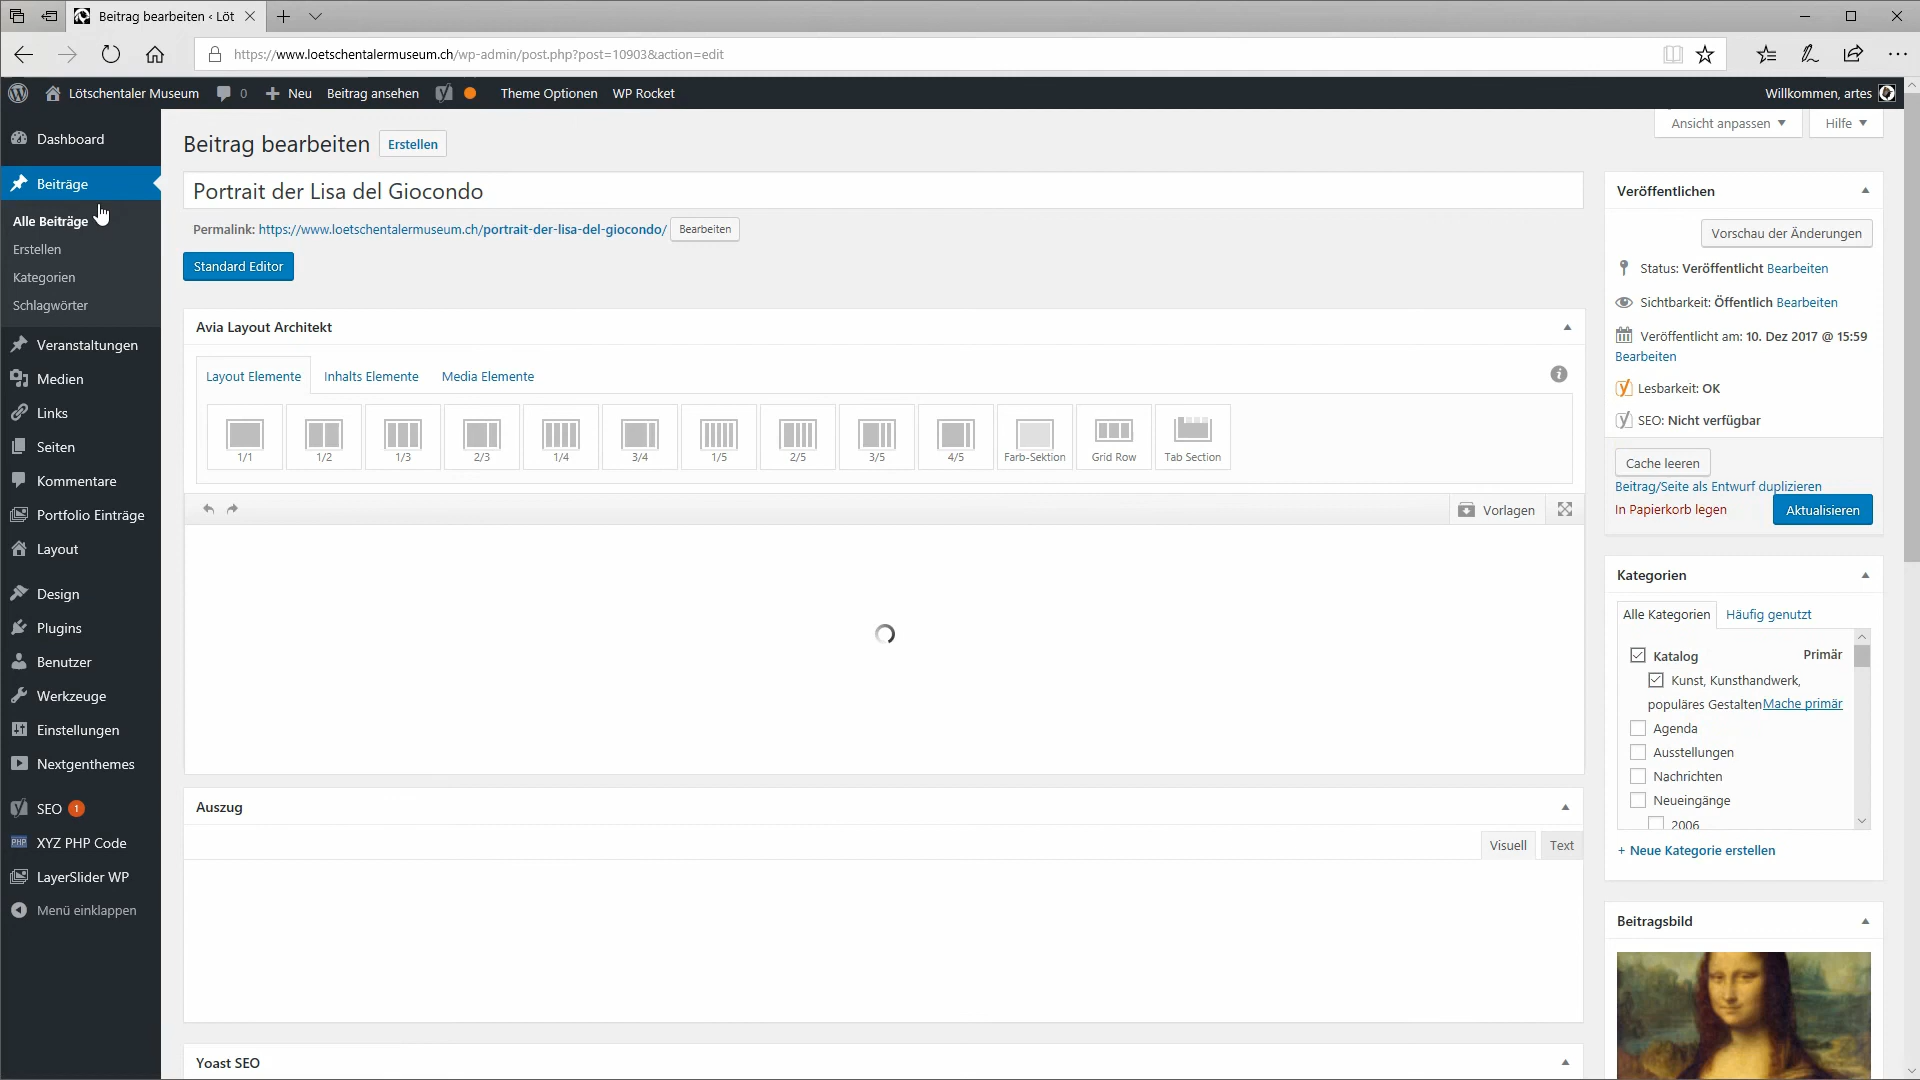 Beitrag bearbeiten ‹ Löt
https://www.loetschentalermuseum.ch/wp-admin/post.php?post=10903&action=edit
Lötschentaler Museum
0
Neu
Beitrag ansehen
Theme Optionen
WP Rocket
Willkommen, artes
Dashboard
Beiträge
Alle Beiträge
Erstellen
Kategorien
Schlagwörter
Veranstaltungen
Medien
Links
Seiten
Kommentare
Portfolio Einträge
Layout
Design
Plugins
Benutzer
Werkzeuge
Einstellungen
Nextgenthemes
SEO 1
PHP XYZ PHP Code
LayerSlider WP
Menü einklappen
Ansicht anpassen
Hilfe
Beitrag bearbeiten
Erstellen
Portrait der Lisa del Giocondo
Permalink: https://www.loetschentalermuseum.ch/portrait-der-lisa-del-giocondo/ Bearbeiten
Standard Editor
Avia Layout Architekt
Layout Elemente
Inhalts Elemente
Media Elemente
1/1
1/2
1/3
2/3
1/4
3/4
1/5
2/5
3/5
4/5
Farb-Sektion
Grid Row
Tab Section
Vorlagen
Auszug
Visuell
Text
Yoast SEO
Veröffentlichen
Vorschau der Änderungen
Status: Veröffentlicht Bearbeiten
Sichtbarkeit: Öffentlich Bearbeiten
Veröffentlicht am: 10. Dez 2017 @ 15:59
Bearbeiten
Lesbarkeit: OK
SEO: Nicht verfügbar
Cache leeren
Beitrag/Seite als Entwurf duplizieren
In Papierkorb legen
Aktualisieren
Kategorien
Alle Kategorien
Häufig genutzt
Katalog Primär
Kunst, Kunsthandwerk,
populäres Gestalten Mache primär
Agenda
Ausstellungen
Nachrichten
Neueingänge
2006
+ Neue Kategorie erstellen
Beitragsbild